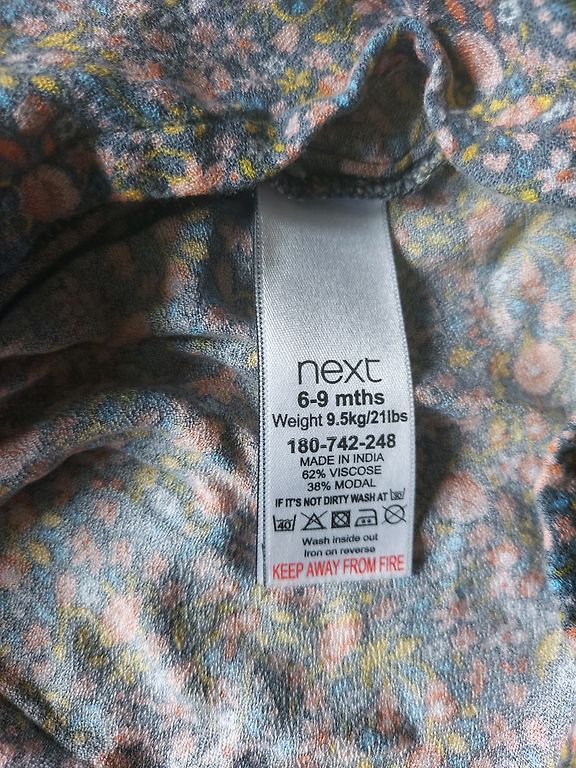 next
6-9 mths
Weight 9.5kg/21lbs
180-742-248
MADE IN INDIA
62% VISCOSE
38% MODAL
IF IT'S NOT DIRTY WASH AT 30
40
Wash inside out
Iron on reverse
KEEP AWAY FROM FIRE